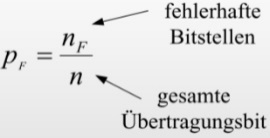 fehlerhafte
Bitstellen
p_F = n_F / n
gesamte
Übertragungsbit